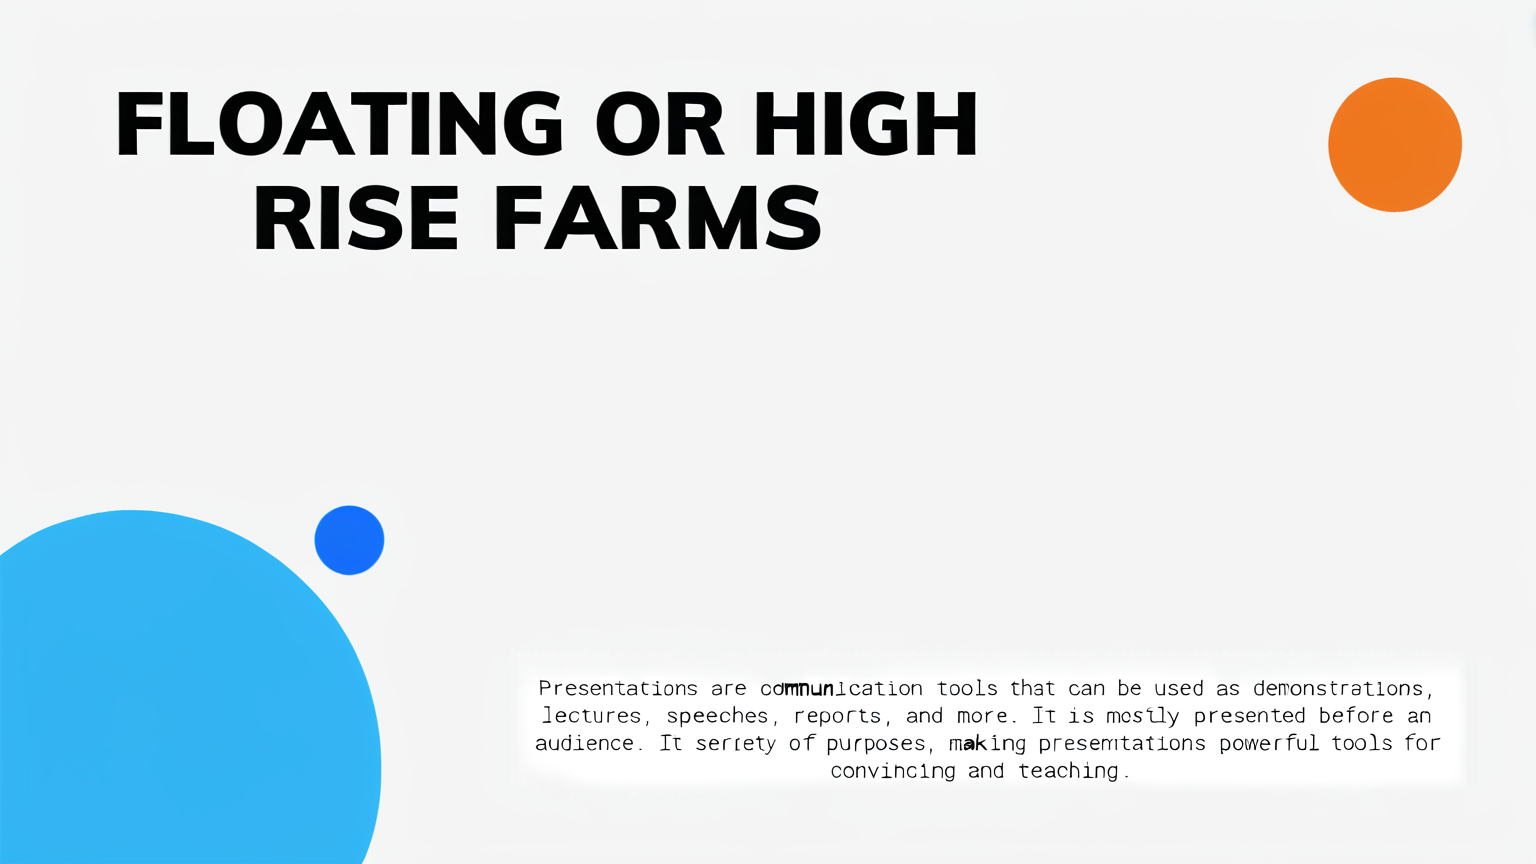 FLOATING OR HIGH
RISE FARMS
Presentations are communication tools that can be used as demonstrations,
lectures, speeches, reports, and more. It is mostly presented before an
audience. It serrety of purposes, making presemtations powerful tools for
convincing and teaching.